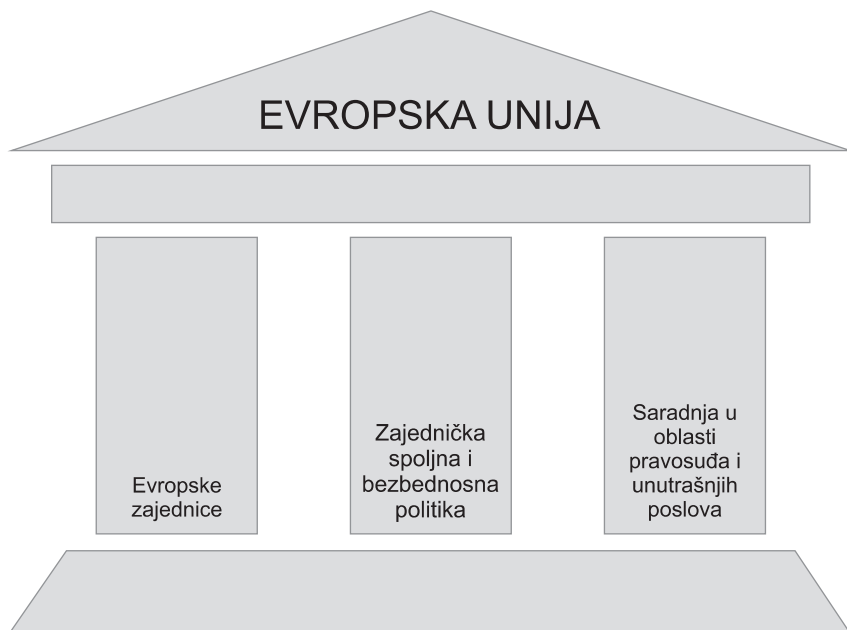 EVROPSKA UNIJA
Evropske
zajednice
Zajednička
spoljna i
bezbednosna
politika
Saradnja u
oblasti
pravosuđa i
unutrašnjih
poslova